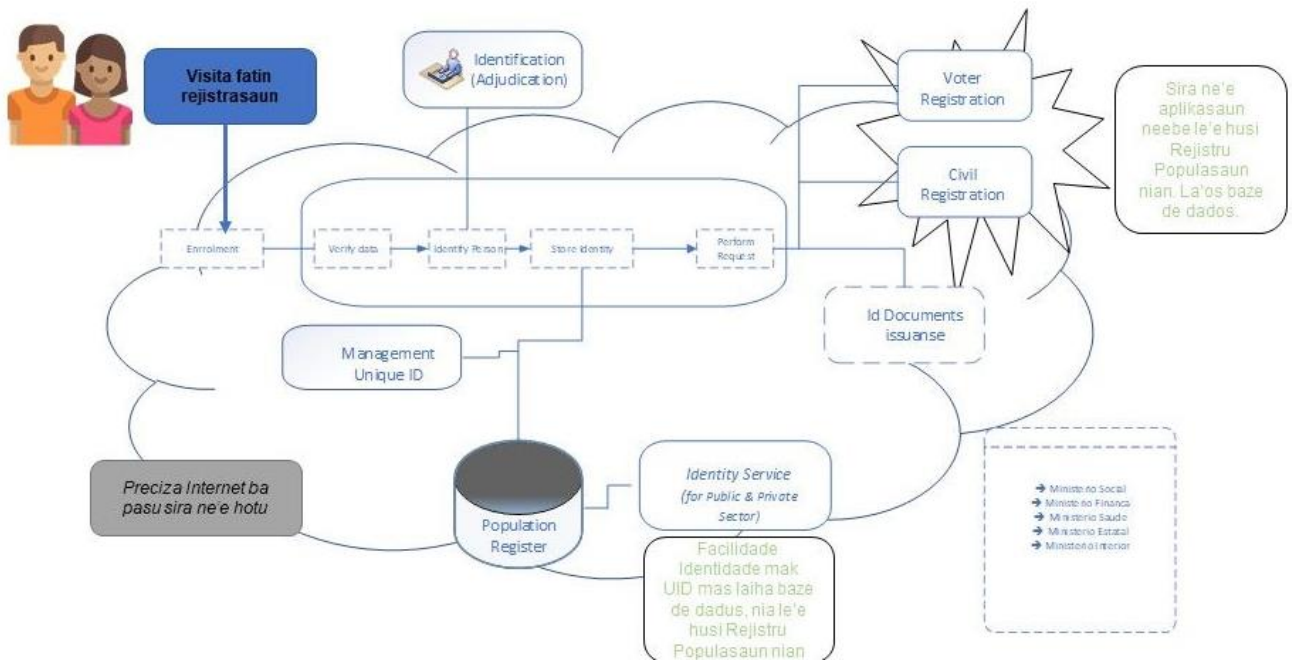 Visita fatin
rejistrasaun
Identification
(Adjudication)
Voter
Registration
Sira ne'e
aplikasaun
neebe le'e husi
Rejistru
Populasaun
nian. La'os baze
de dados.
Civil
Registration
Enrrolment
Verify data
Identify Person
Store Identity
Perform
Request
Id Documents
issuanse
Management
Unique ID
Preciza Internet ba
pasu sira ne'e hotu
Population
Register
Identity Service
(for Public & Private
Sector)
Facilidade
Identidade mak
UID mas laiha baze
de dadus, nia le'e
husi Rejistru
Populasaun nian
➔ Ministerio Social
➔ Ministerio Financa
➔ Ministerio Saude
➔ Ministerio Estatal
➔ Ministerio Interior